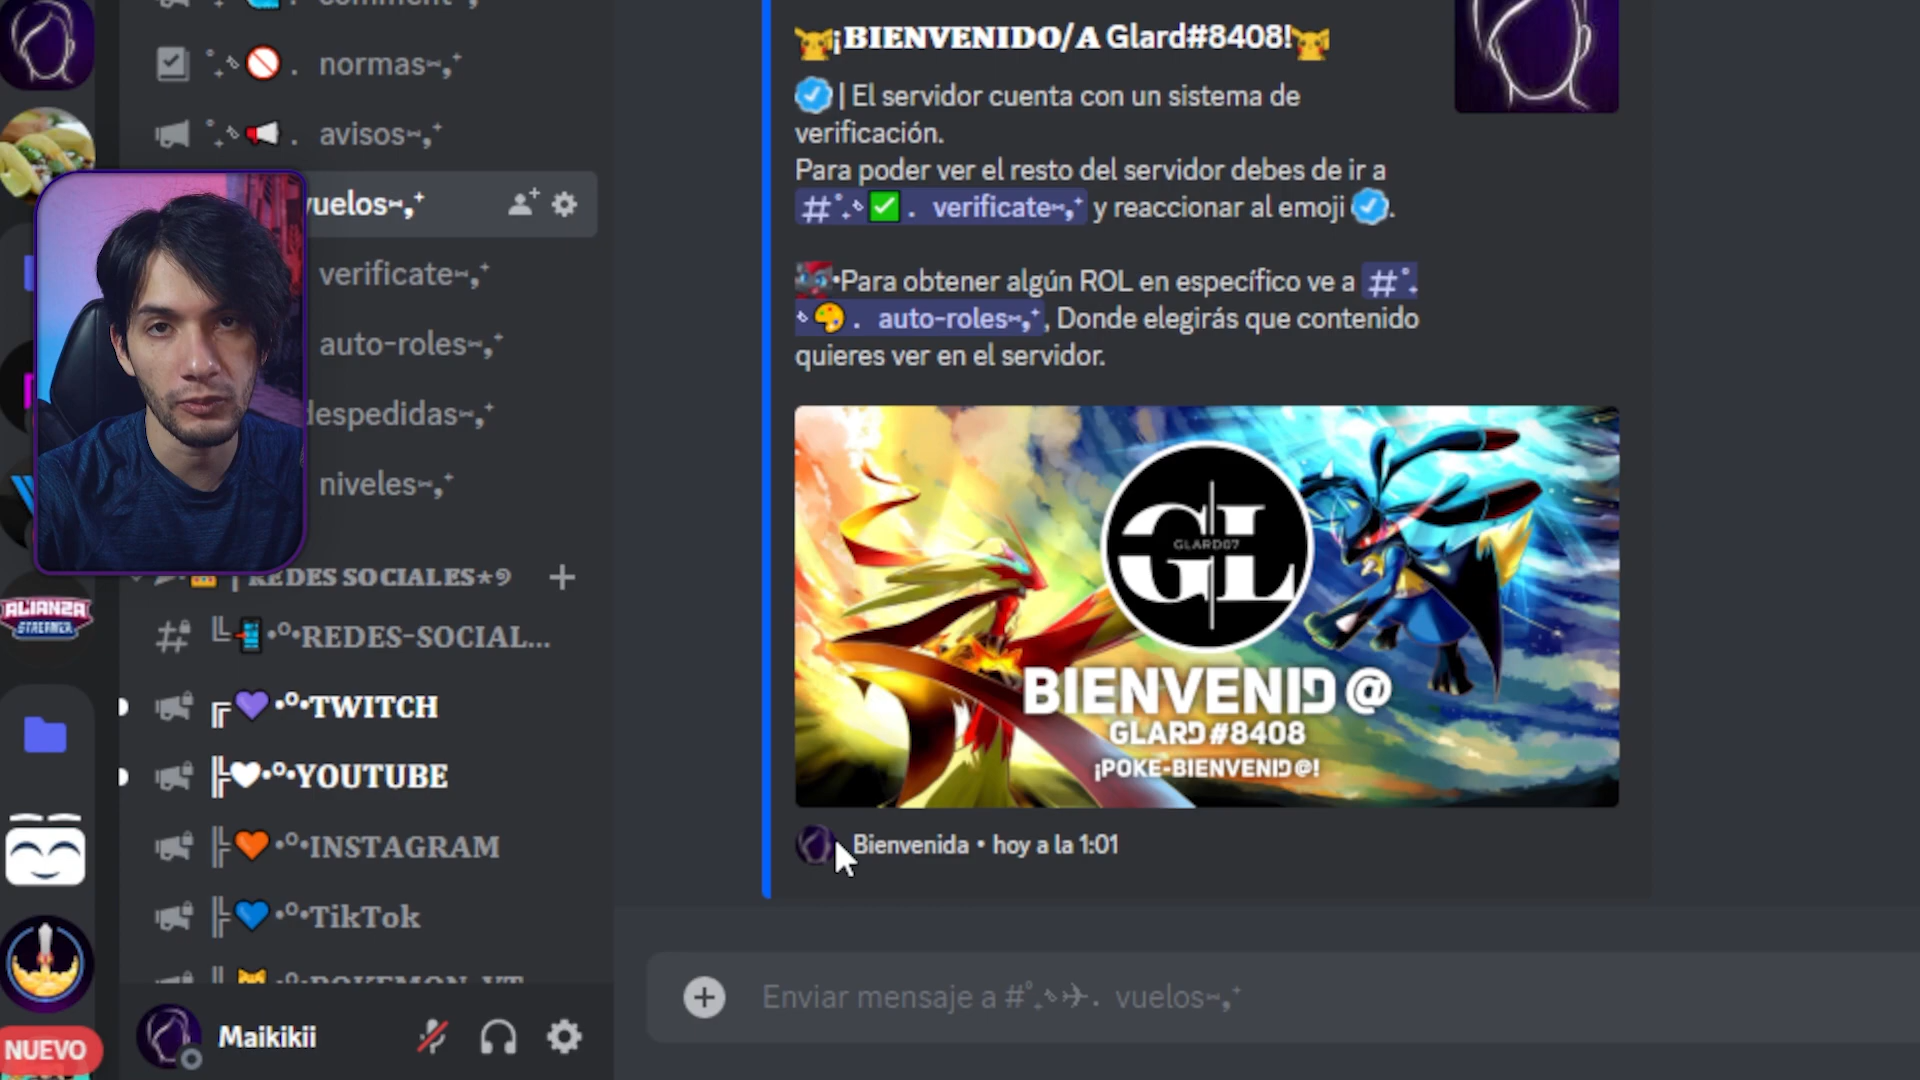 comment
normas
avisos
vuelos
verificate
auto-roles
despedidas
niveles
| REDES SOCIALES
REDES-SOCIAL...
TWITCH
YOUTUBE
INSTAGRAM
TikTok
POKEMON_VT
ALIANZA
STREAMER
NUEVO
Maikikii
¡BIENVENIDO/A Glard#8408!
| El servidor cuenta con un sistema de
verificación.
Para poder ver el resto del servidor debes de ir a
# . verificate y reaccionar al emoji .
•Para obtener algún ROL en específico ve a #
. auto-roles , Donde elegirás que contenido
quieres ver en el servidor.
GL
GLARD07
BIENVENID@
GLARD#8408
¡POKE-BIENVENID@!
Bienvenida • hoy a la 1:01
Enviar mensaje a # . vuelos